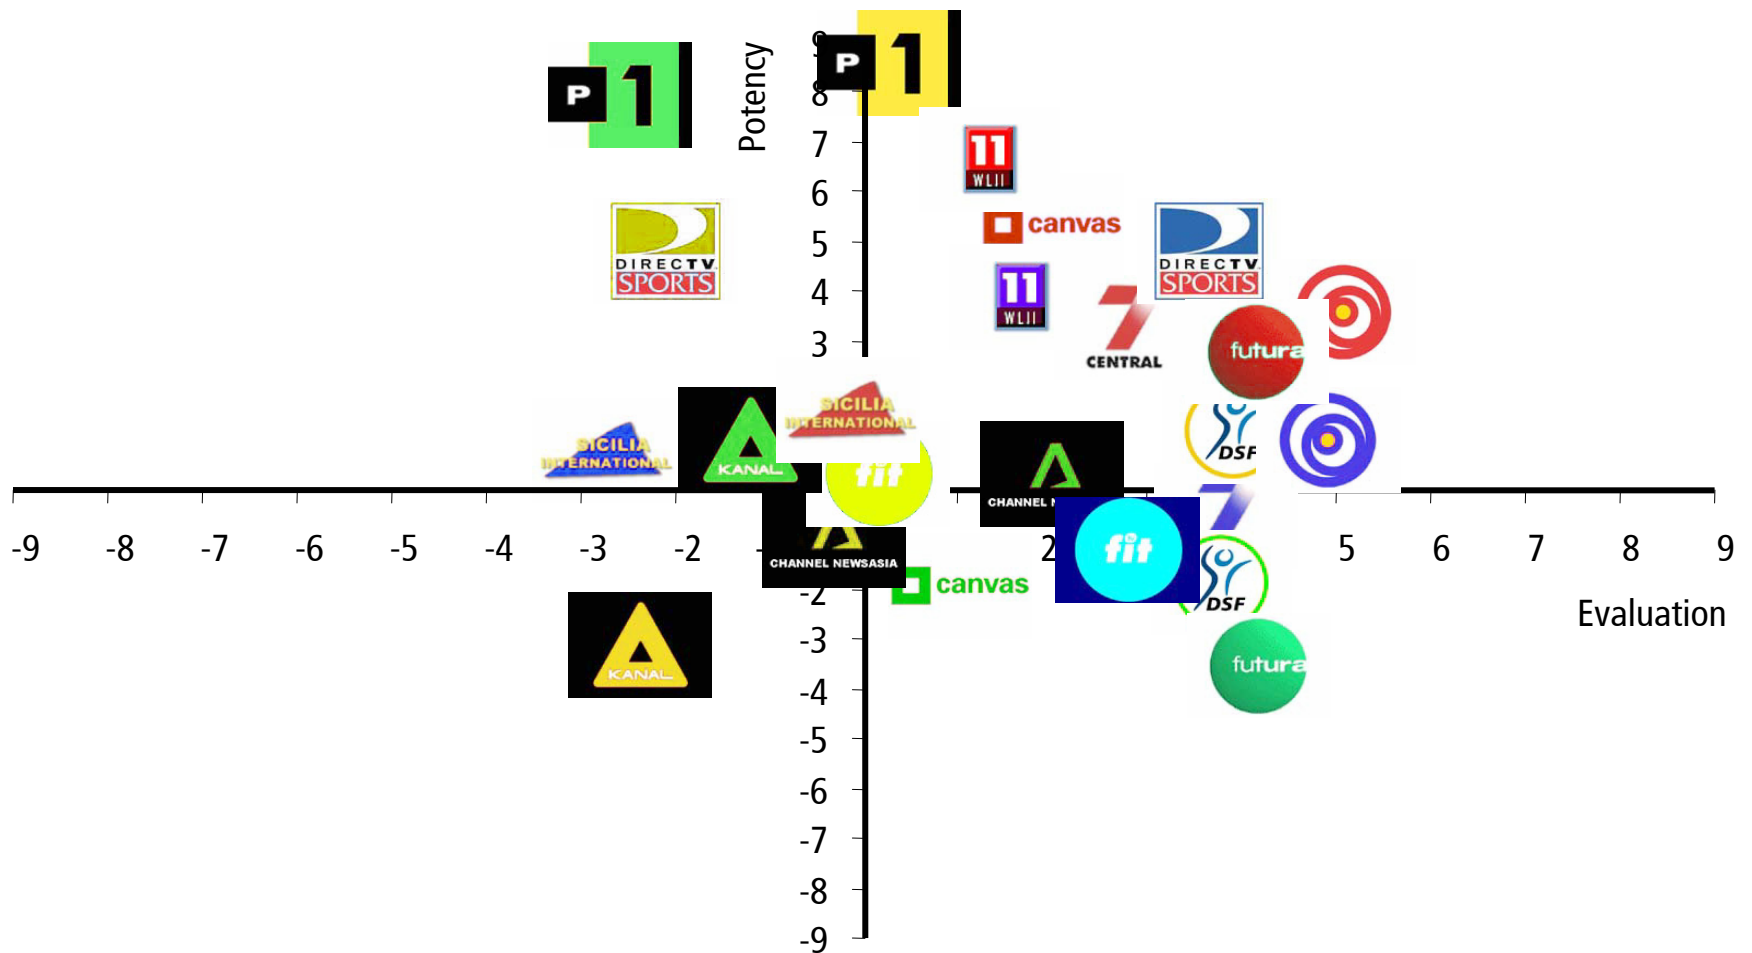 Potency
9
8
7
6
5
4
3
-2
-3
-4
-5
-6
-7
-8
-9
-9
-8
-7
-6
-5
-4
-3
-2
2
5
6
7
8
9
Evaluation
P 1
P 1
11
WLII
canvas
DIRECTV
SPORTS
DIRECTV
SPORTS
11
WLII
7
CENTRAL
futura
SICILIA
INTERNATIONAL
SICILIA
INTERNATIONAL
KANAL
fit
DSF
CHANNEL N
7
fit
CHANNEL NEWSASIA
canvas
DSF
KANAL
futura